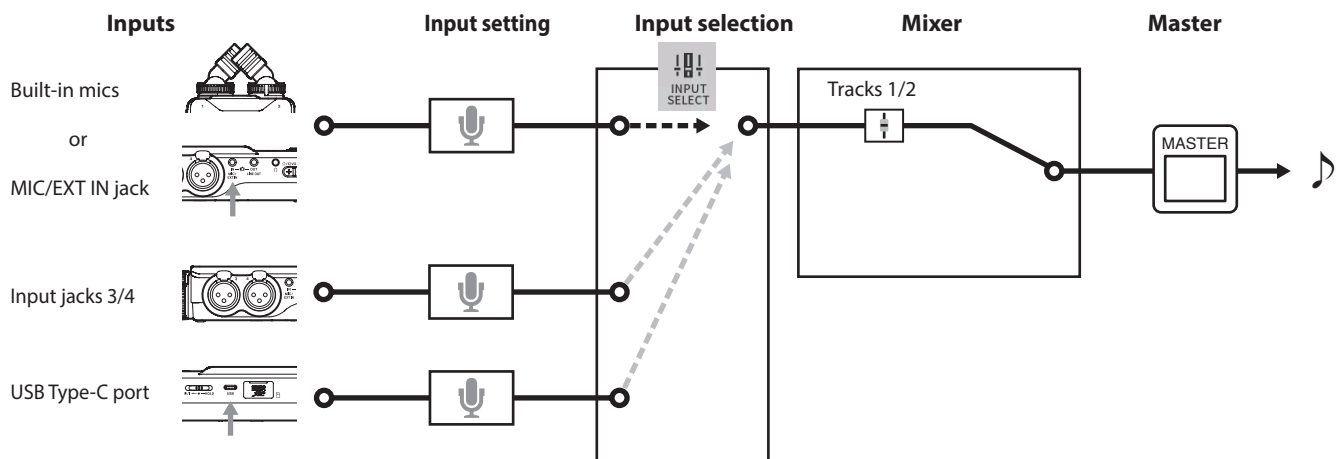 Inputs
Input setting
Input selection
Mixer
Master
Built-in mics
or
MIC/EXT IN jack
Input jacks 3/4
USB Type-C port
INPUT
SELECT
Tracks 1/2
MASTER